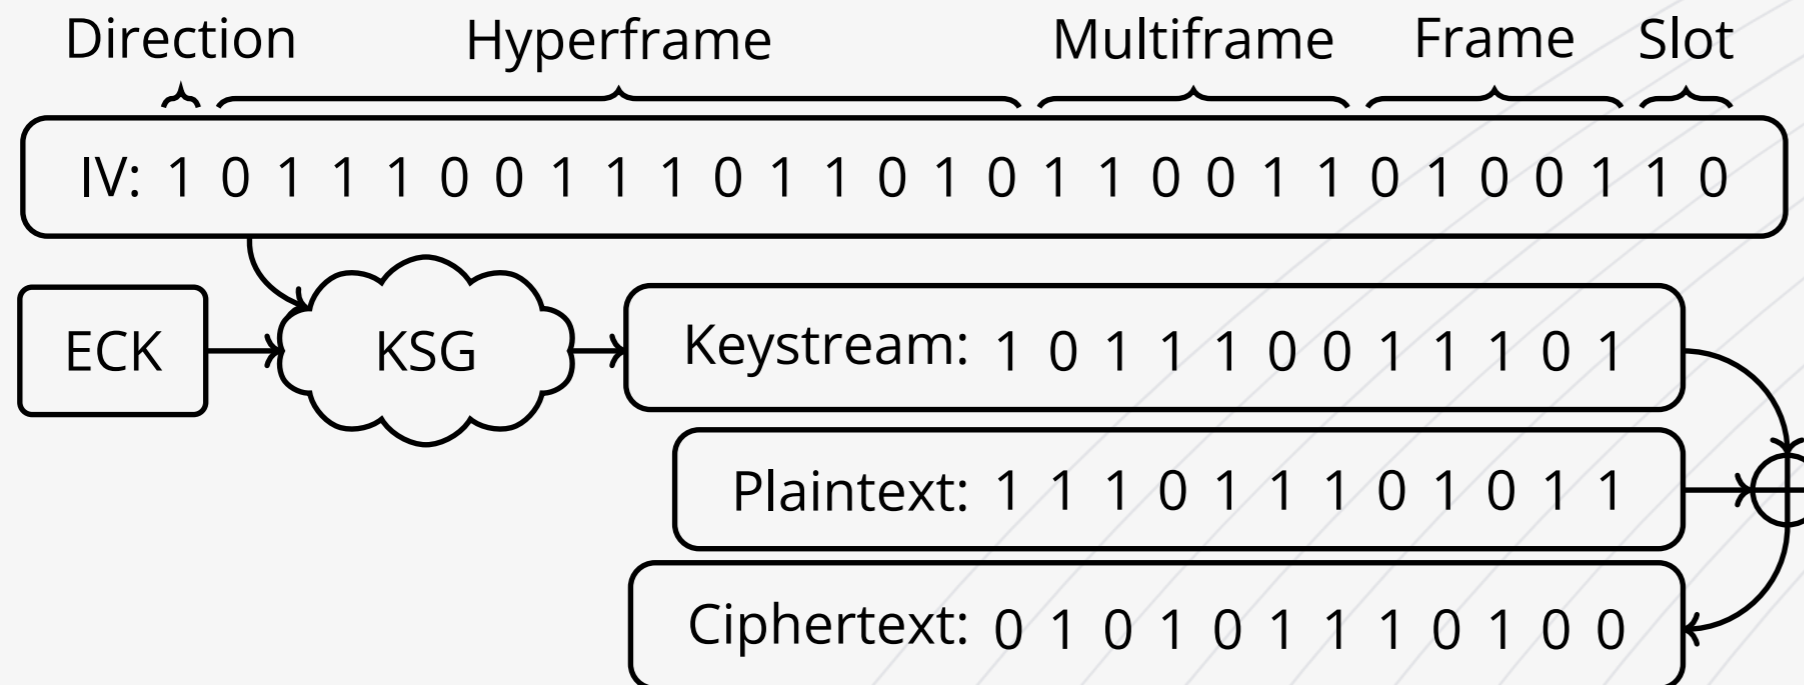 Direction Hyperframe Multiframe Frame Slot
IV: 1 0 1 1 1 0 0 1 1 1 0 1 1 0 1 0 1 1 0 0 1 1 0 1 0 0 1 1 0
ECK
KSG
Keystream: 1 0 1 1 1 0 0 1 1 1 0 1
Plaintext: 1 1 1 0 1 1 1 0 1 0 1 1
Ciphertext: 0 1 0 1 0 1 1 1 0 1 0 0